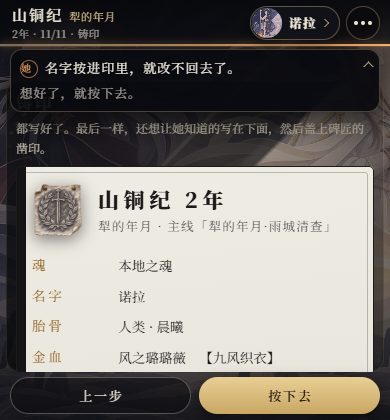 山铜纪 犁的年月
2年 · 11/11 · 铸印
诺拉
她 名字按进印里，就改不回去了。
想好了，就按下去。
都写好了。最后一样，还想让她知道的写在下面，然后盖上碑匠的
凿印。
山铜纪 2年
犁的年月 · 主线「犁的年月·雨城清查」
魂 本地之魂
名字 诺拉
胎骨 人类 · 晨曦
金血 风之璐璐薇 【九风织衣】
上一步
按下去